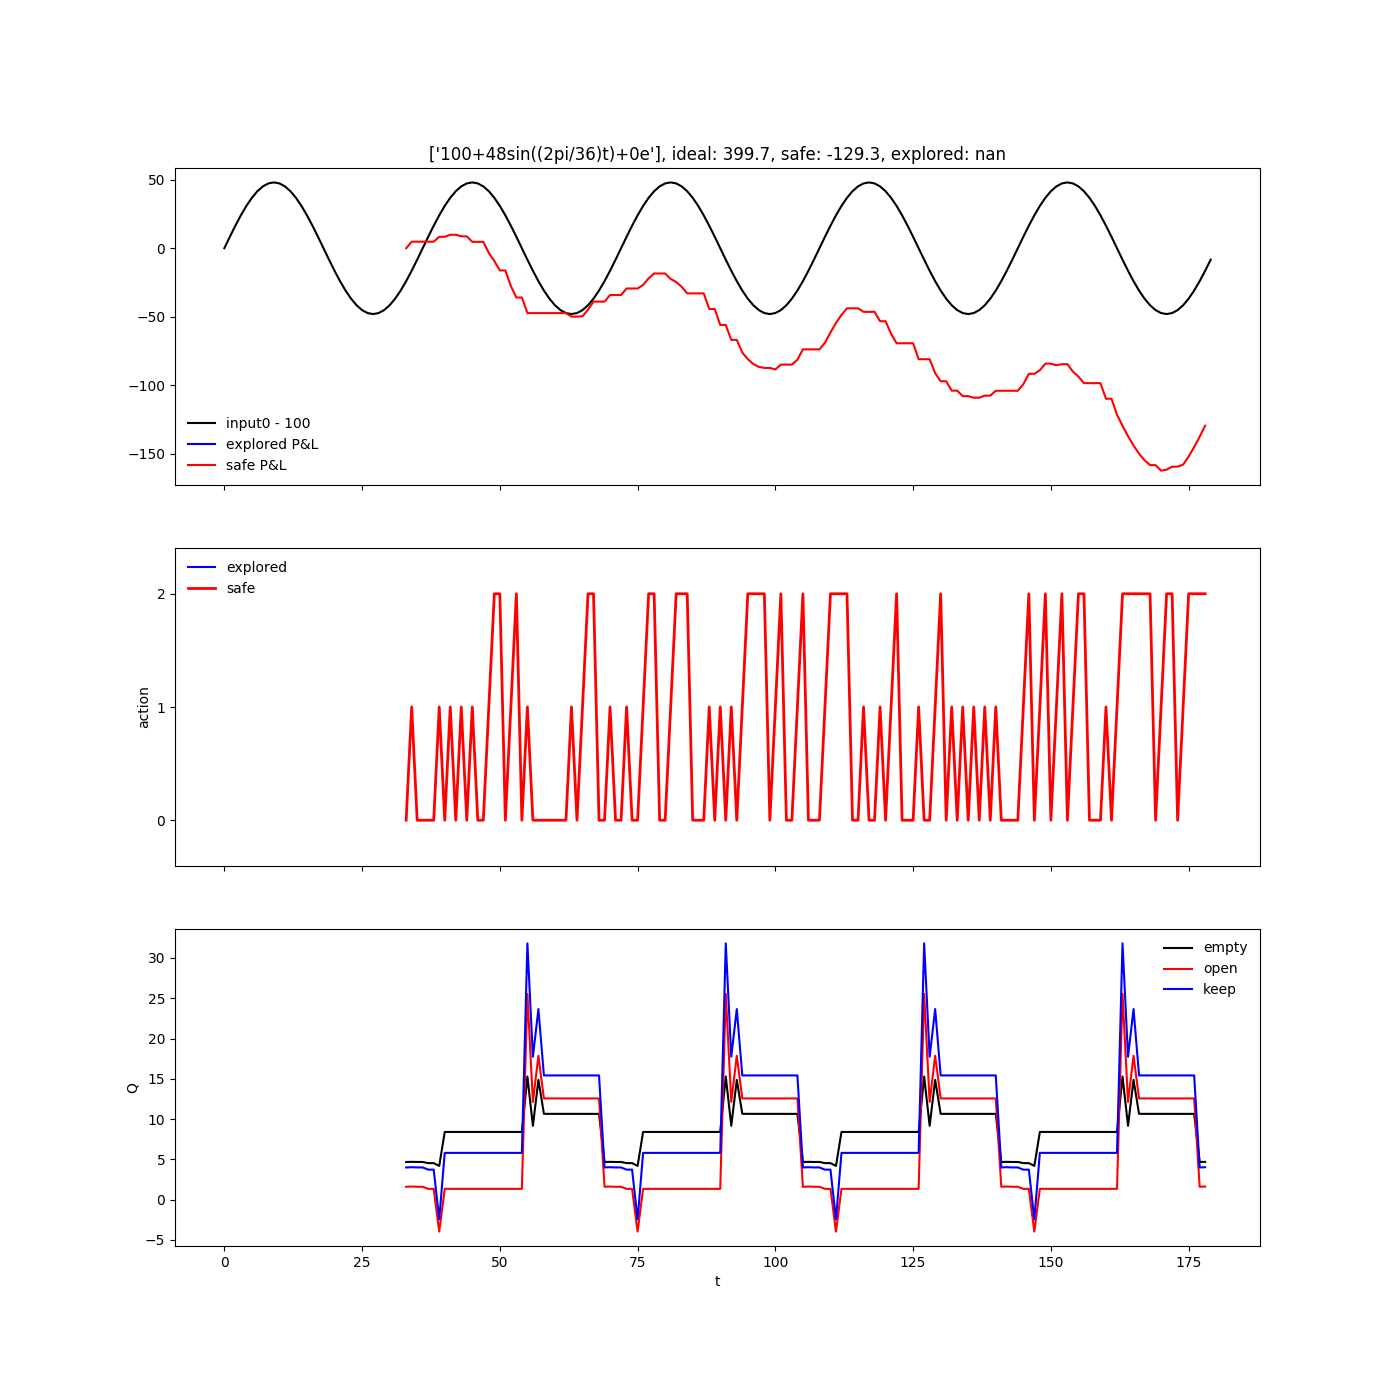 ['100+48sin((2pi/36)t)+0e'], ideal: 399.7, safe: -129.3, explored: nan
50
0
−50
−100
−150
input0 - 100
explored P&L
safe P&L
explored
safe
2
1
0
action
empty
open
keep
30
25
20
15
10
5
0
−5
Q
0 25 50 75 100 125 150 175
t